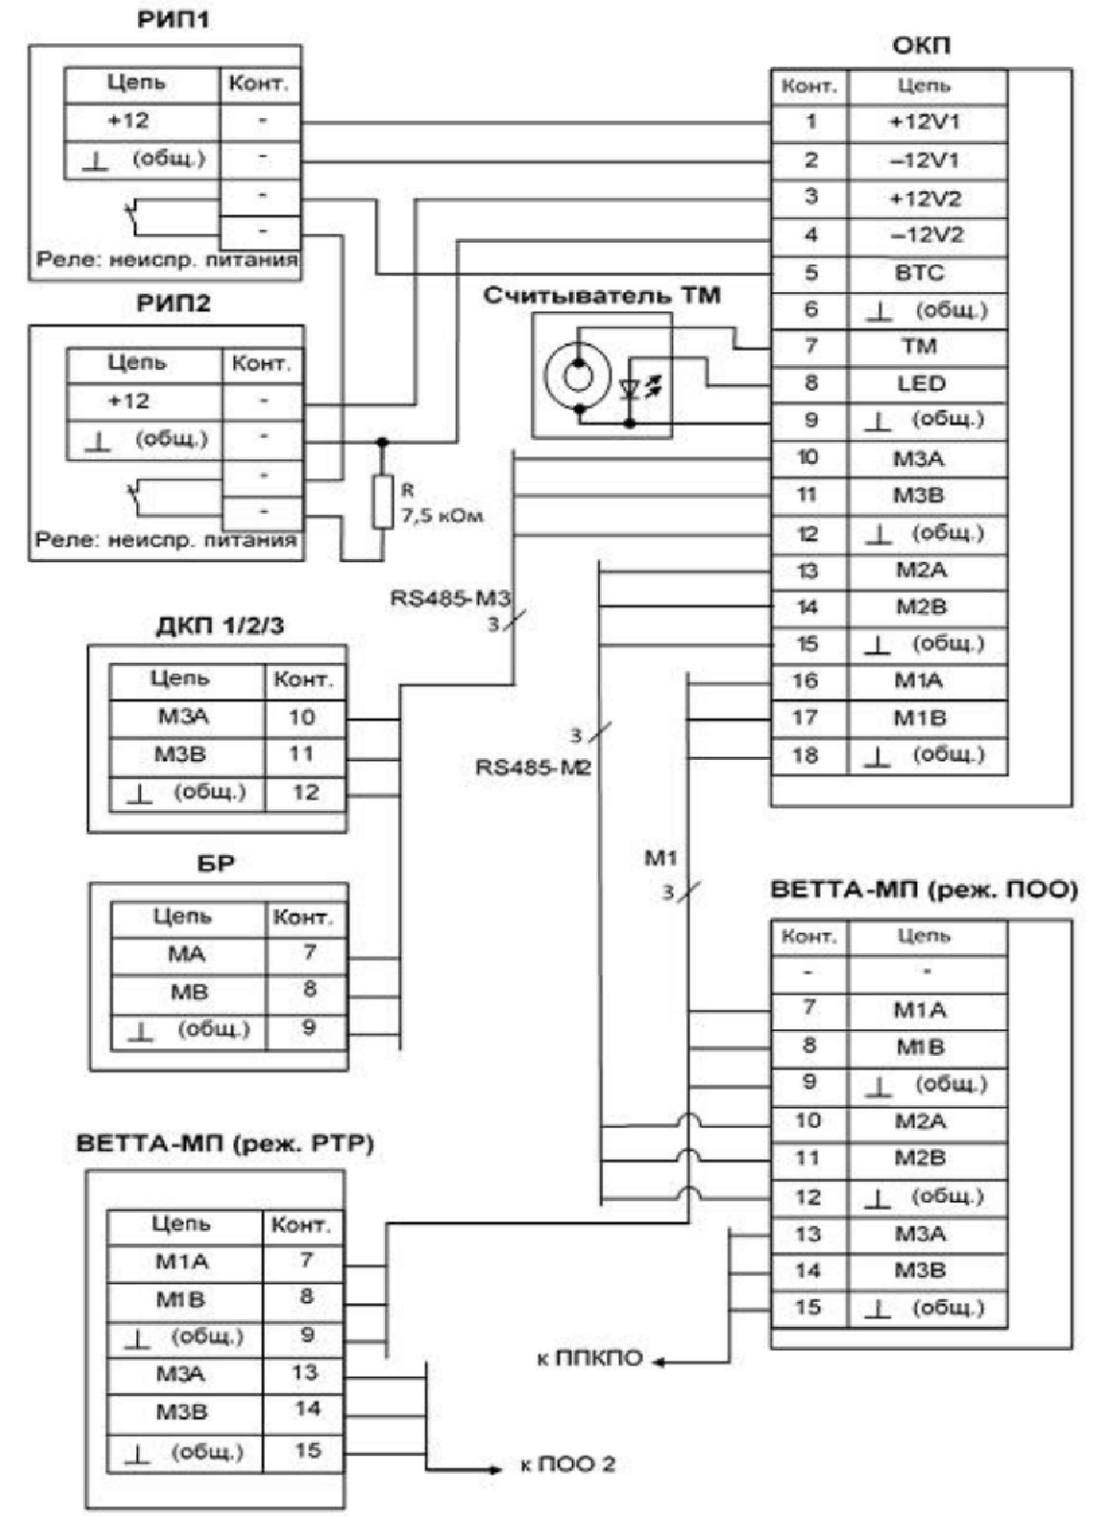 РИП1
Цепь Конт.
+12 -
⊥ (общ.) -
-
-
Реле: неиспр. питания
РИП2
Цепь Конт.
+12 -
⊥ (общ.) -
-
-
Реле: неиспр. питания
R
7,5 кОм
ОКП
Конт. Цепь
1 +12V1
2 –12V1
3 +12V2
4 –12V2
5 ВТС
6 ⊥ (общ.)
7 ТМ
8 LED
9 ⊥ (общ.)
10 М3А
11 М3В
12 ⊥ (общ.)
13 М2А
14 М2В
15 ⊥ (общ.)
16 М1А
17 М1В
18 ⊥ (общ.)
Считыватель ТМ
RS485-М3
3
3
RS485-М2
М1
3
ДКП 1/2/3
Цепь Конт.
М3А 10
М3В 11
⊥ (общ.) 12
БР
Цепь Конт.
МА 7
МВ 8
⊥ (общ.) 9
ВЕТТА-МП (реж. ПОО)
Конт. Цепь
- -
7 М1А
8 М1В
9 ⊥ (общ.)
10 М2А
11 М2В
12 ⊥ (общ.)
13 М3А
14 М3В
15 ⊥ (общ.)
к ППКПО
ВЕТТА-МП (реж. РТР)
Цепь Конт.
М1А 7
М1В 8
⊥ (общ.) 9
М3А 13
М3В 14
⊥ (общ.) 15
к ПОО 2